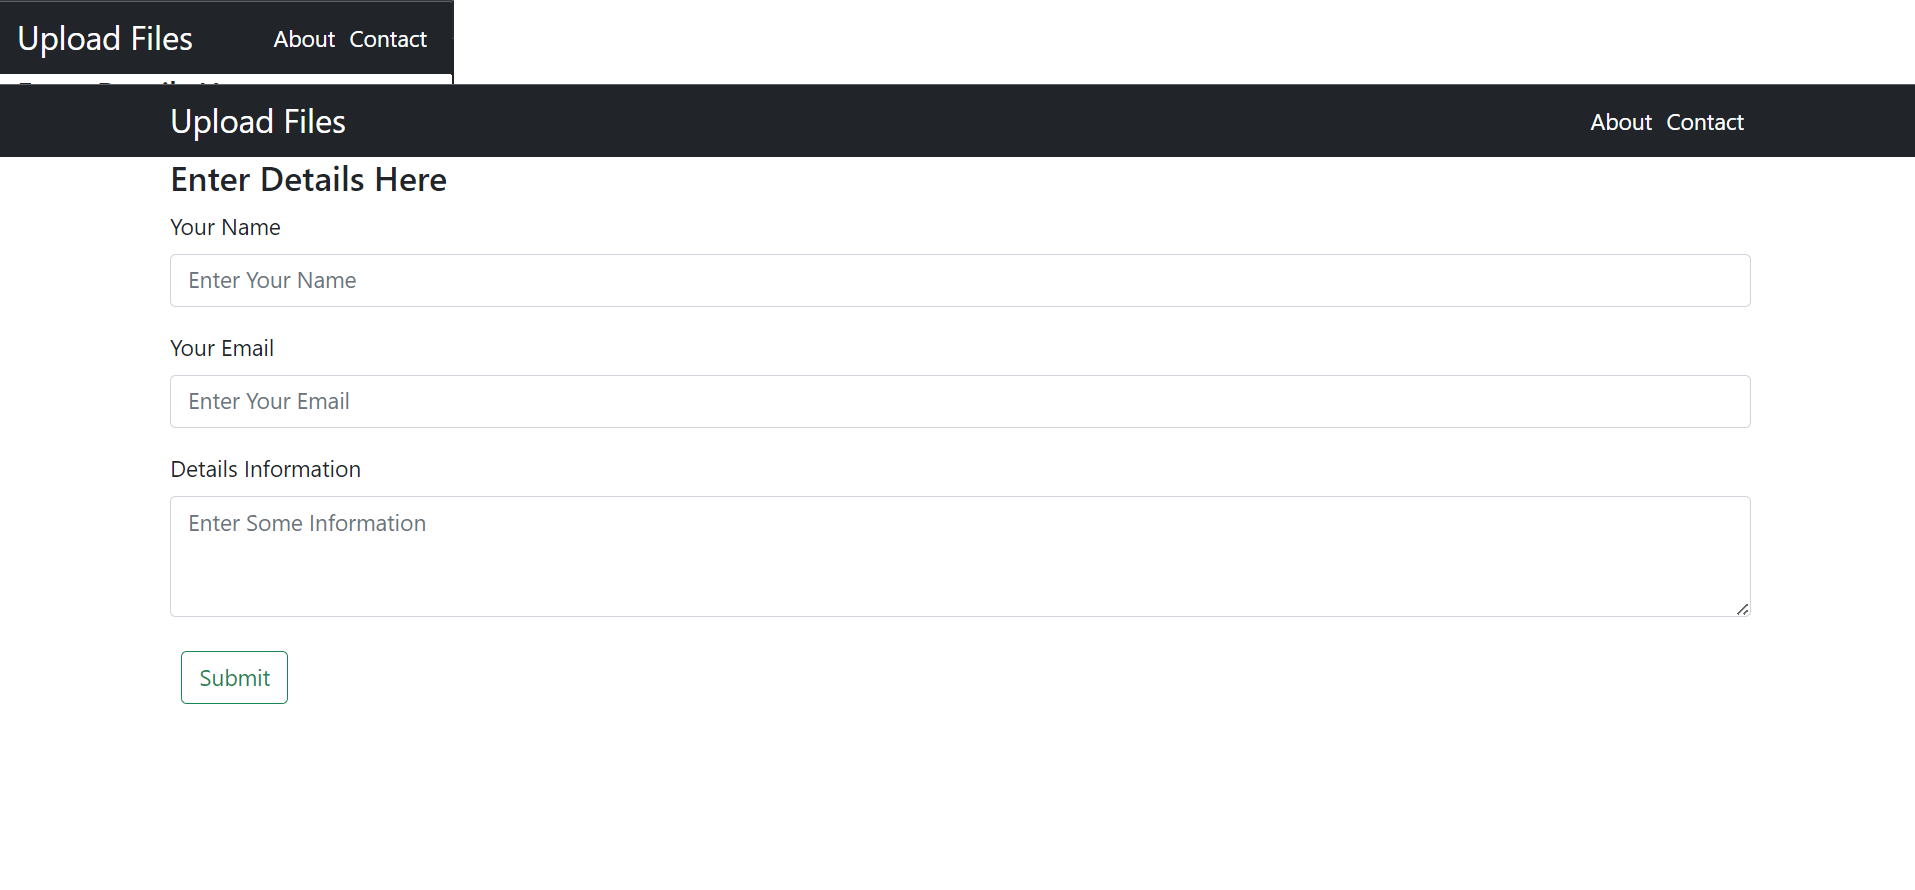 Upload Files About Contact
Upload Files About Contact
Enter Details Here
Your Name
Enter Your Name
Your Email
Enter Your Email
Details Information
Enter Some Information
Submit